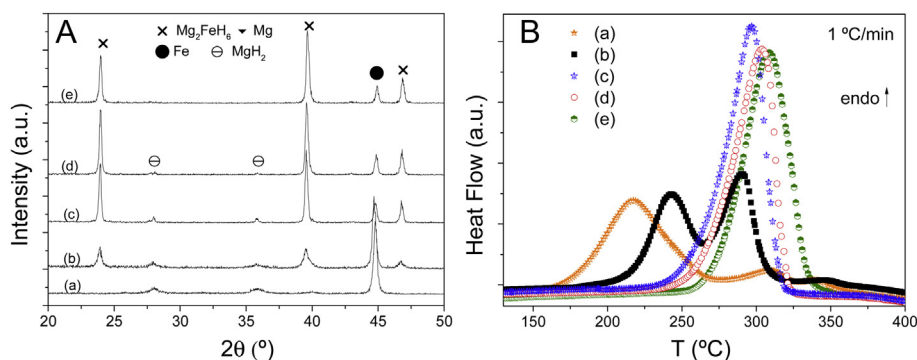 A
× Mg₂FeH₆ ▾ Mg
● Fe ⊖ MgH₂
(e)
(d)
(c)
(b)
(a)
20 25 30 35 40 45 50
2θ (º)
Intensity (a.u.)
B
1 ºC/min
(a)
(b)
(c)
(d)
(e)
endo
150 200 250 300 350 400
T (ºC)
Heat Flow (a.u.)